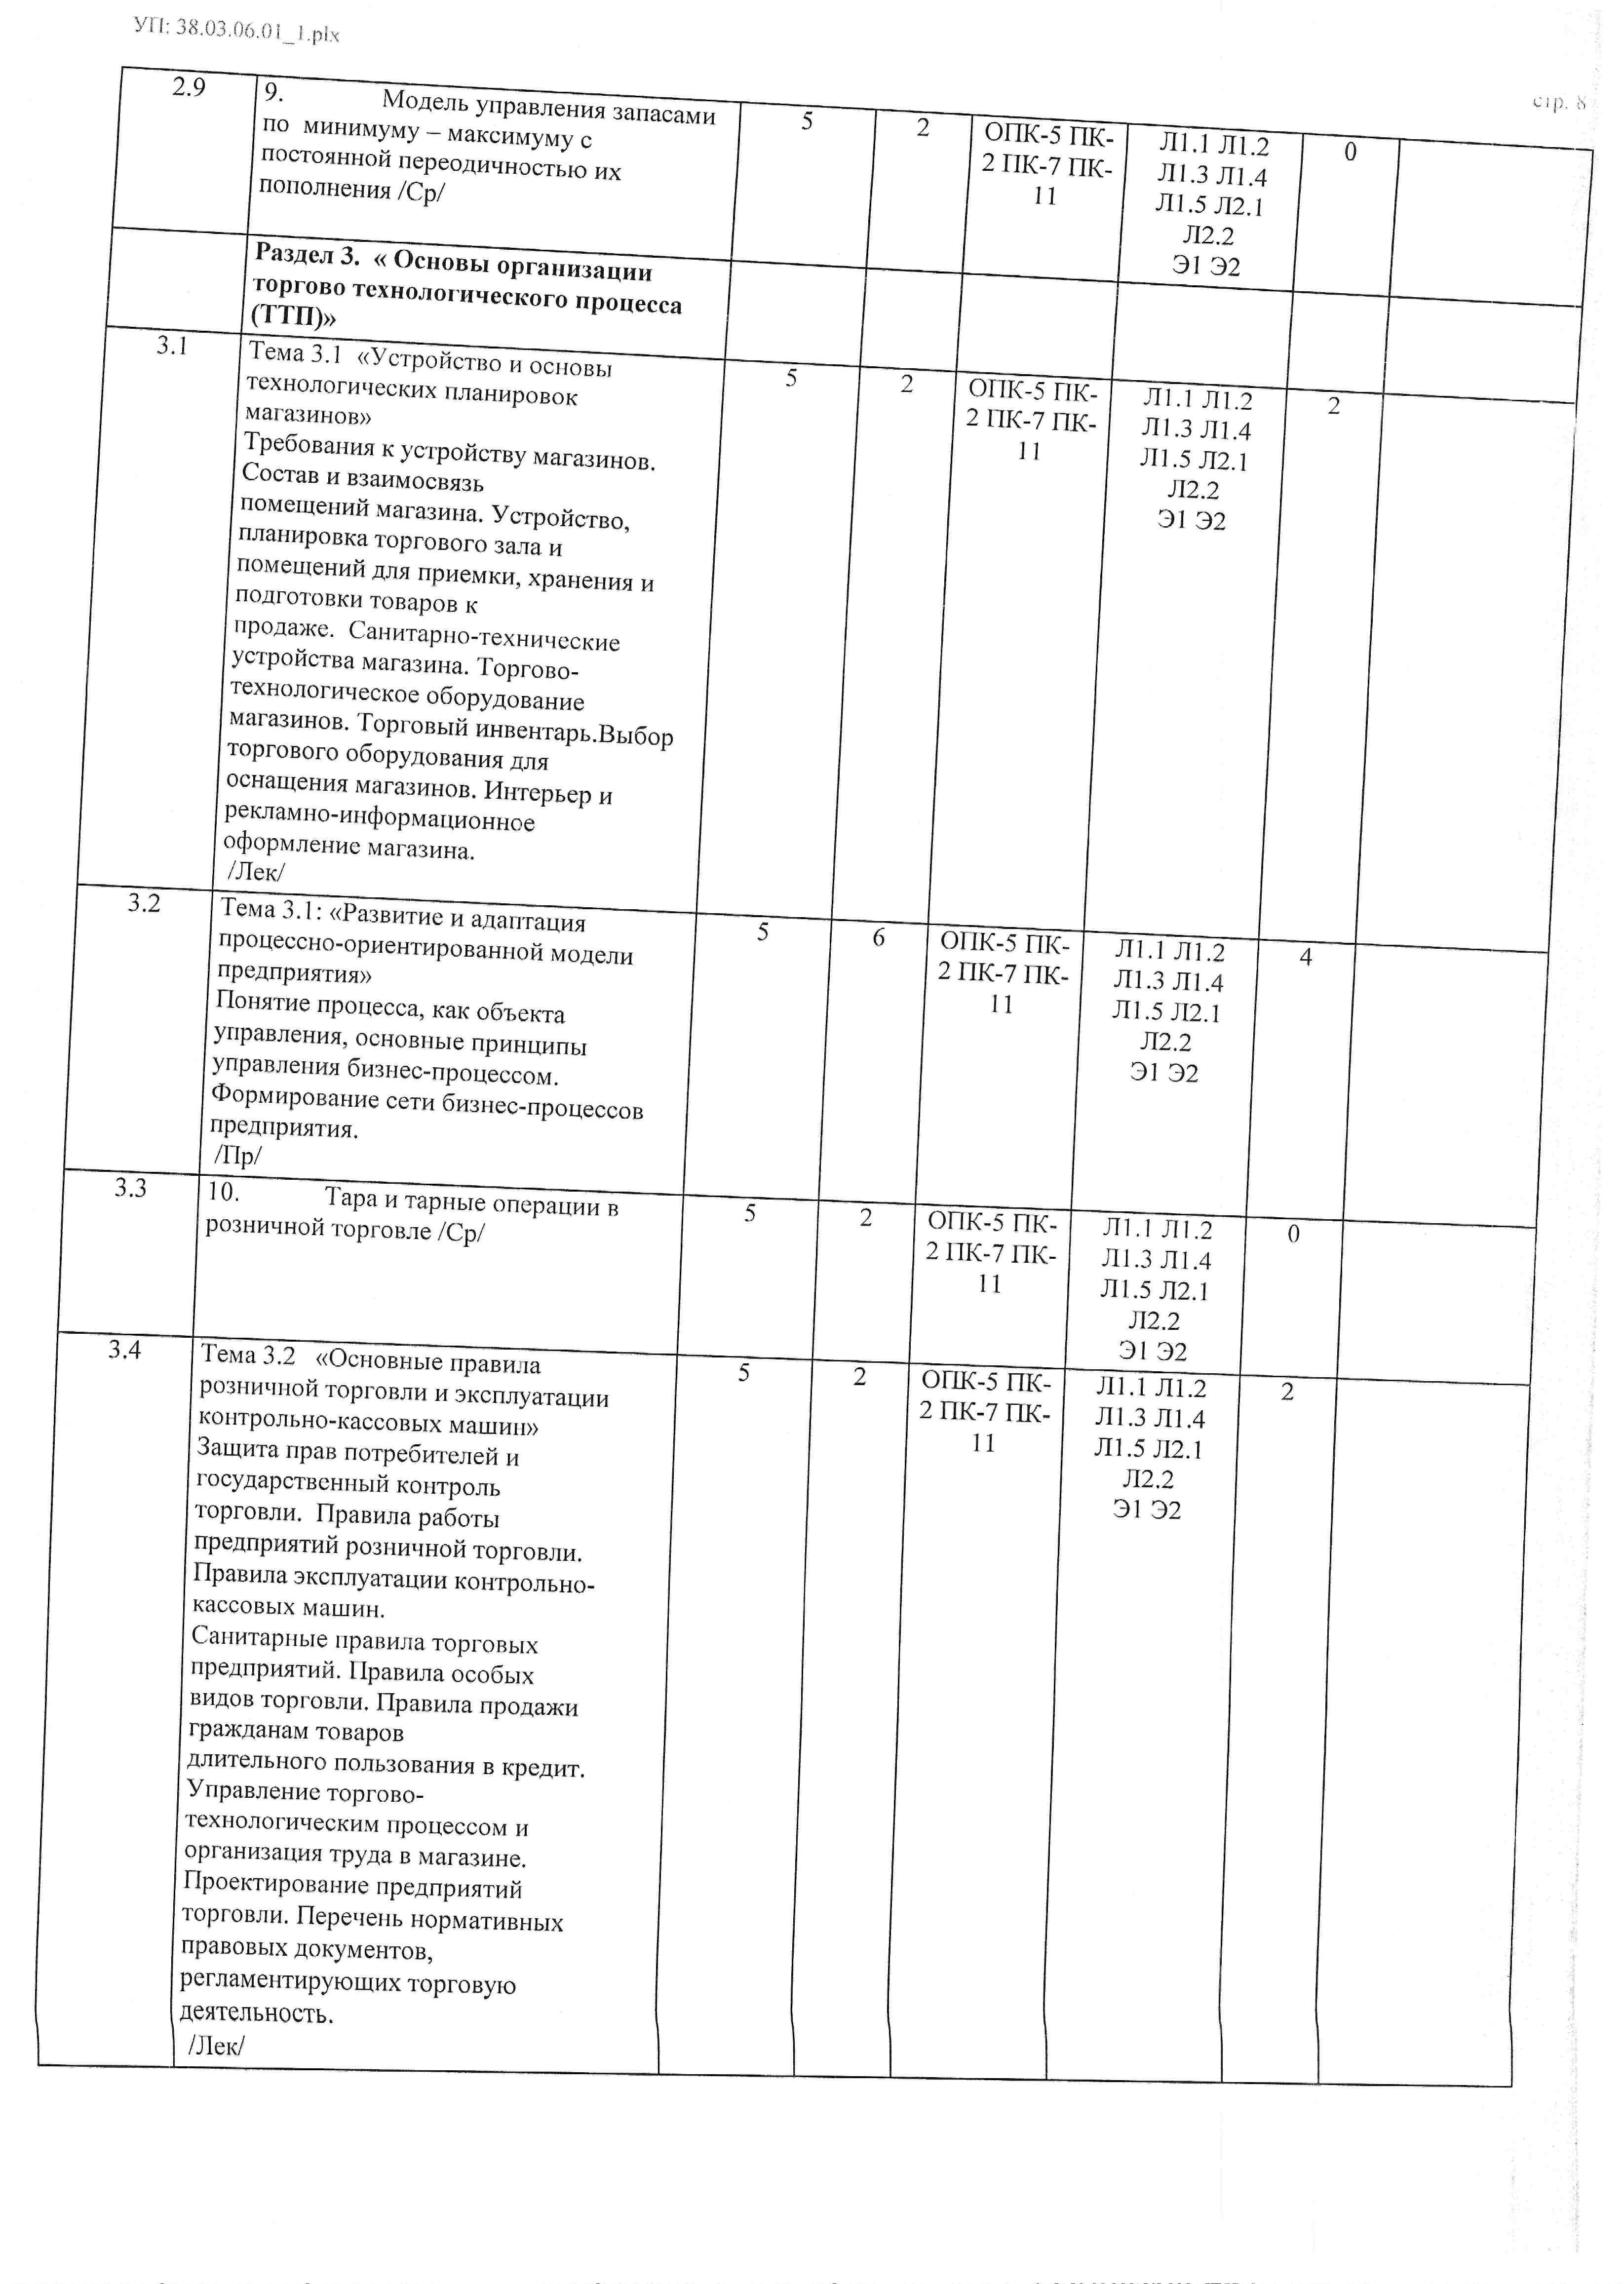 УП: 38.03.06.01_1.plx
стр. 8
2.9
9. Модель управления запасами
по минимуму – максимуму с
постоянной переодичностью их
пополнения /Ср/
5
2
ОПК-5 ПК-
2 ПК-7 ПК-
11
Л1.1 Л1.2
Л1.3 Л1.4
Л1.5 Л2.1
Л2.2
Э1 Э2
0
Раздел 3. « Основы организации
торгово технологического процесса
(ТТП)»
3.1
Тема 3.1 «Устройство и основы
технологических планировок
магазинов»
Требования к устройству магазинов.
Состав и взаимосвязь
помещений магазина. Устройство,
планировка торгового зала и
помещений для приемки, хранения и
подготовки товаров к
продаже. Санитарно-технические
устройства магазина. Торгово-
технологическое оборудование
магазинов. Торговый инвентарь.Выбор
торгового оборудования для
оснащения магазинов. Интерьер и
рекламно-информационное
оформление магазина.
/Лек/
5
2
ОПК-5 ПК-
2 ПК-7 ПК-
11
Л1.1 Л1.2
Л1.3 Л1.4
Л1.5 Л2.1
Л2.2
Э1 Э2
2
3.2
Тема 3.1: «Развитие и адаптация
процессно-ориентированной модели
предприятия»
Понятие процесса, как объекта
управления, основные принципы
управления бизнес-процессом.
Формирование сети бизнес-процессов
предприятия.
/Пр/
5
6
ОПК-5 ПК-
2 ПК-7 ПК-
11
Л1.1 Л1.2
Л1.3 Л1.4
Л1.5 Л2.1
Л2.2
Э1 Э2
4
3.3
10. Тара и тарные операции в
розничной торговле /Ср/
5
2
ОПК-5 ПК-
2 ПК-7 ПК-
11
Л1.1 Л1.2
Л1.3 Л1.4
Л1.5 Л2.1
Л2.2
Э1 Э2
0
3.4
Тема 3.2 «Основные правила
розничной торговли и эксплуатации
контрольно-кассовых машин»
Защита прав потребителей и
государственный контроль
торговли. Правила работы
предприятий розничной торговли.
Правила эксплуатации контрольно-
кассовых машин.
Санитарные правила торговых
предприятий. Правила особых
видов торговли. Правила продажи
гражданам товаров
длительного пользования в кредит.
Управление торгово-
технологическим процессом и
организация труда в магазине.
Проектирование предприятий
торговли. Перечень нормативных
правовых документов,
регламентирующих торговую
деятельность.
/Лек/
5
2
ОПК-5 ПК-
2 ПК-7 ПК-
11
Л1.1 Л1.2
Л1.3 Л1.4
Л1.5 Л2.1
Л2.2
Э1 Э2
2